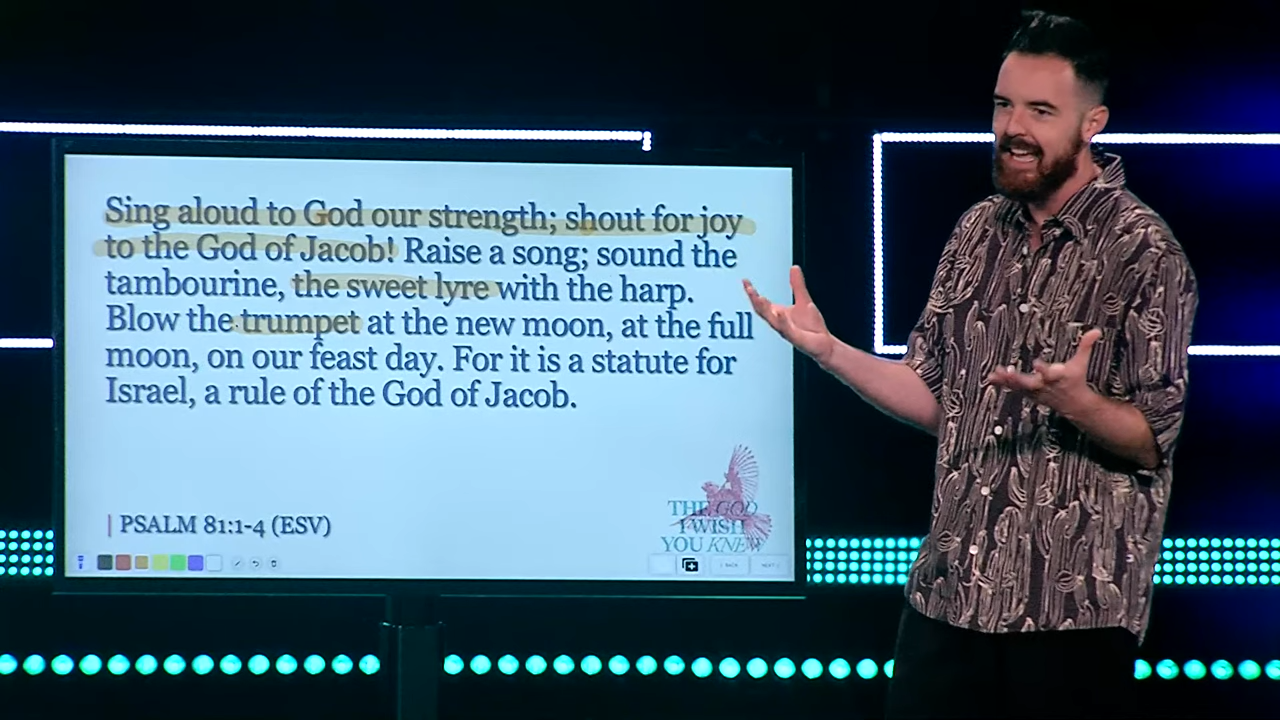 Sing aloud to God our strength; shout for joy
to the God of Jacob! Raise a song; sound the
tambourine, the sweet lyre with the harp.
Blow the trumpet at the new moon, at the full
moon, on our feast day. For it is a statute for
Israel, a rule of the God of Jacob.
PSALM 81:1-4 (ESV)
THE GOD
I WISH
YOU KNEW
BACK
NEXT